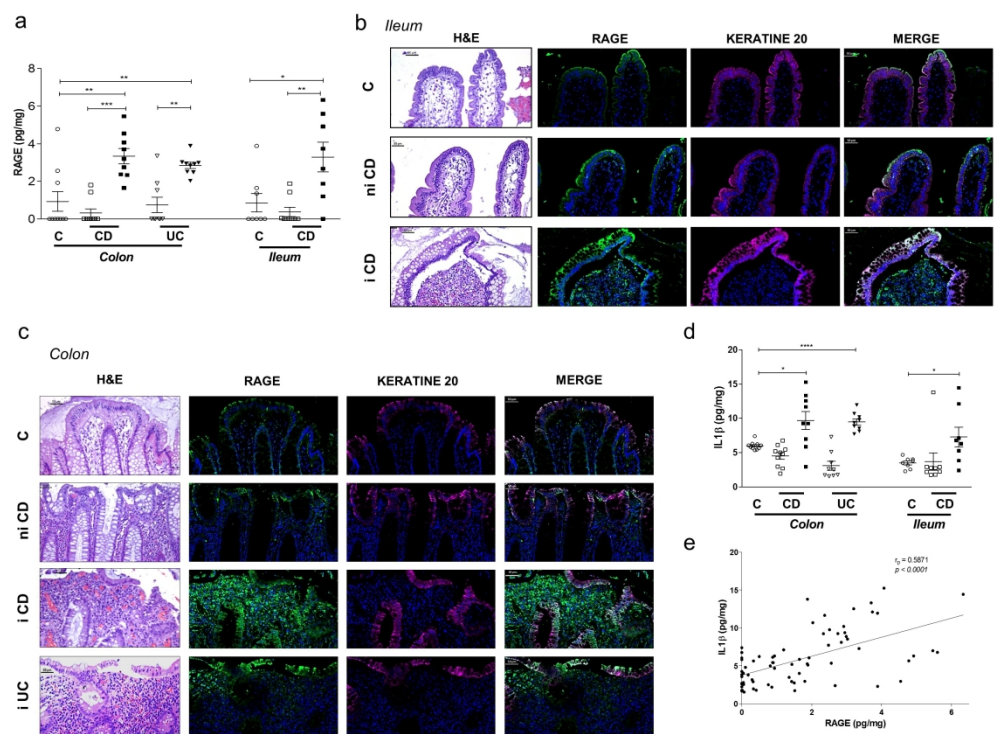 a
RAGE (pg/mg)
8
6
4
2
0
**
**
***
**
*
**
C CD UC C CD
Colon Ileum
b Ileum
H&E RAGE KERATINE 20 MERGE
C
ni CD
i CD
c
Colon
H&E RAGE KERATINE 20 MERGE
C
ni CD
i CD
i UC
d
IL1β (pg/mg)
20
15
10
5
0
****
*
*
C CD UC C CD
Colon Ileum
e
IL1β (pg/mg)
20
15
10
5
0
rp = 0.5871
p < 0.0001
0 2 4 6
RAGE (pg/mg)